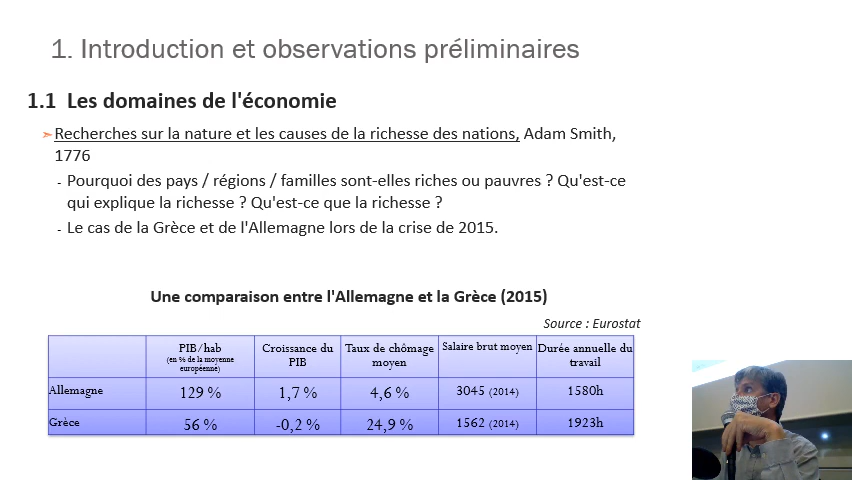 1. Introduction et observations préliminaires
1.1 Les domaines de l'économie
➣ Recherches sur la nature et les causes de la richesse des nations, Adam Smith,
1776
- Pourquoi des pays / régions / familles sont-elles riches ou pauvres ? Qu'est-ce
qui explique la richesse ? Qu'est-ce que la richesse ?
- Le cas de la Grèce et de l'Allemagne lors de la crise de 2015.
Une comparaison entre l'Allemagne et la Grèce (2015)
Source : Eurostat
PIB/hab (en % de la moyenne européenne) Croissance du PIB Taux de chômage moyen Salaire brut moyen Durée annuelle du travail
Allemagne 129 % 1,7 % 4,6 % 3045 (2014) 1580h
Grèce 56 % -0,2 % 24,9 % 1562 (2014) 1923h